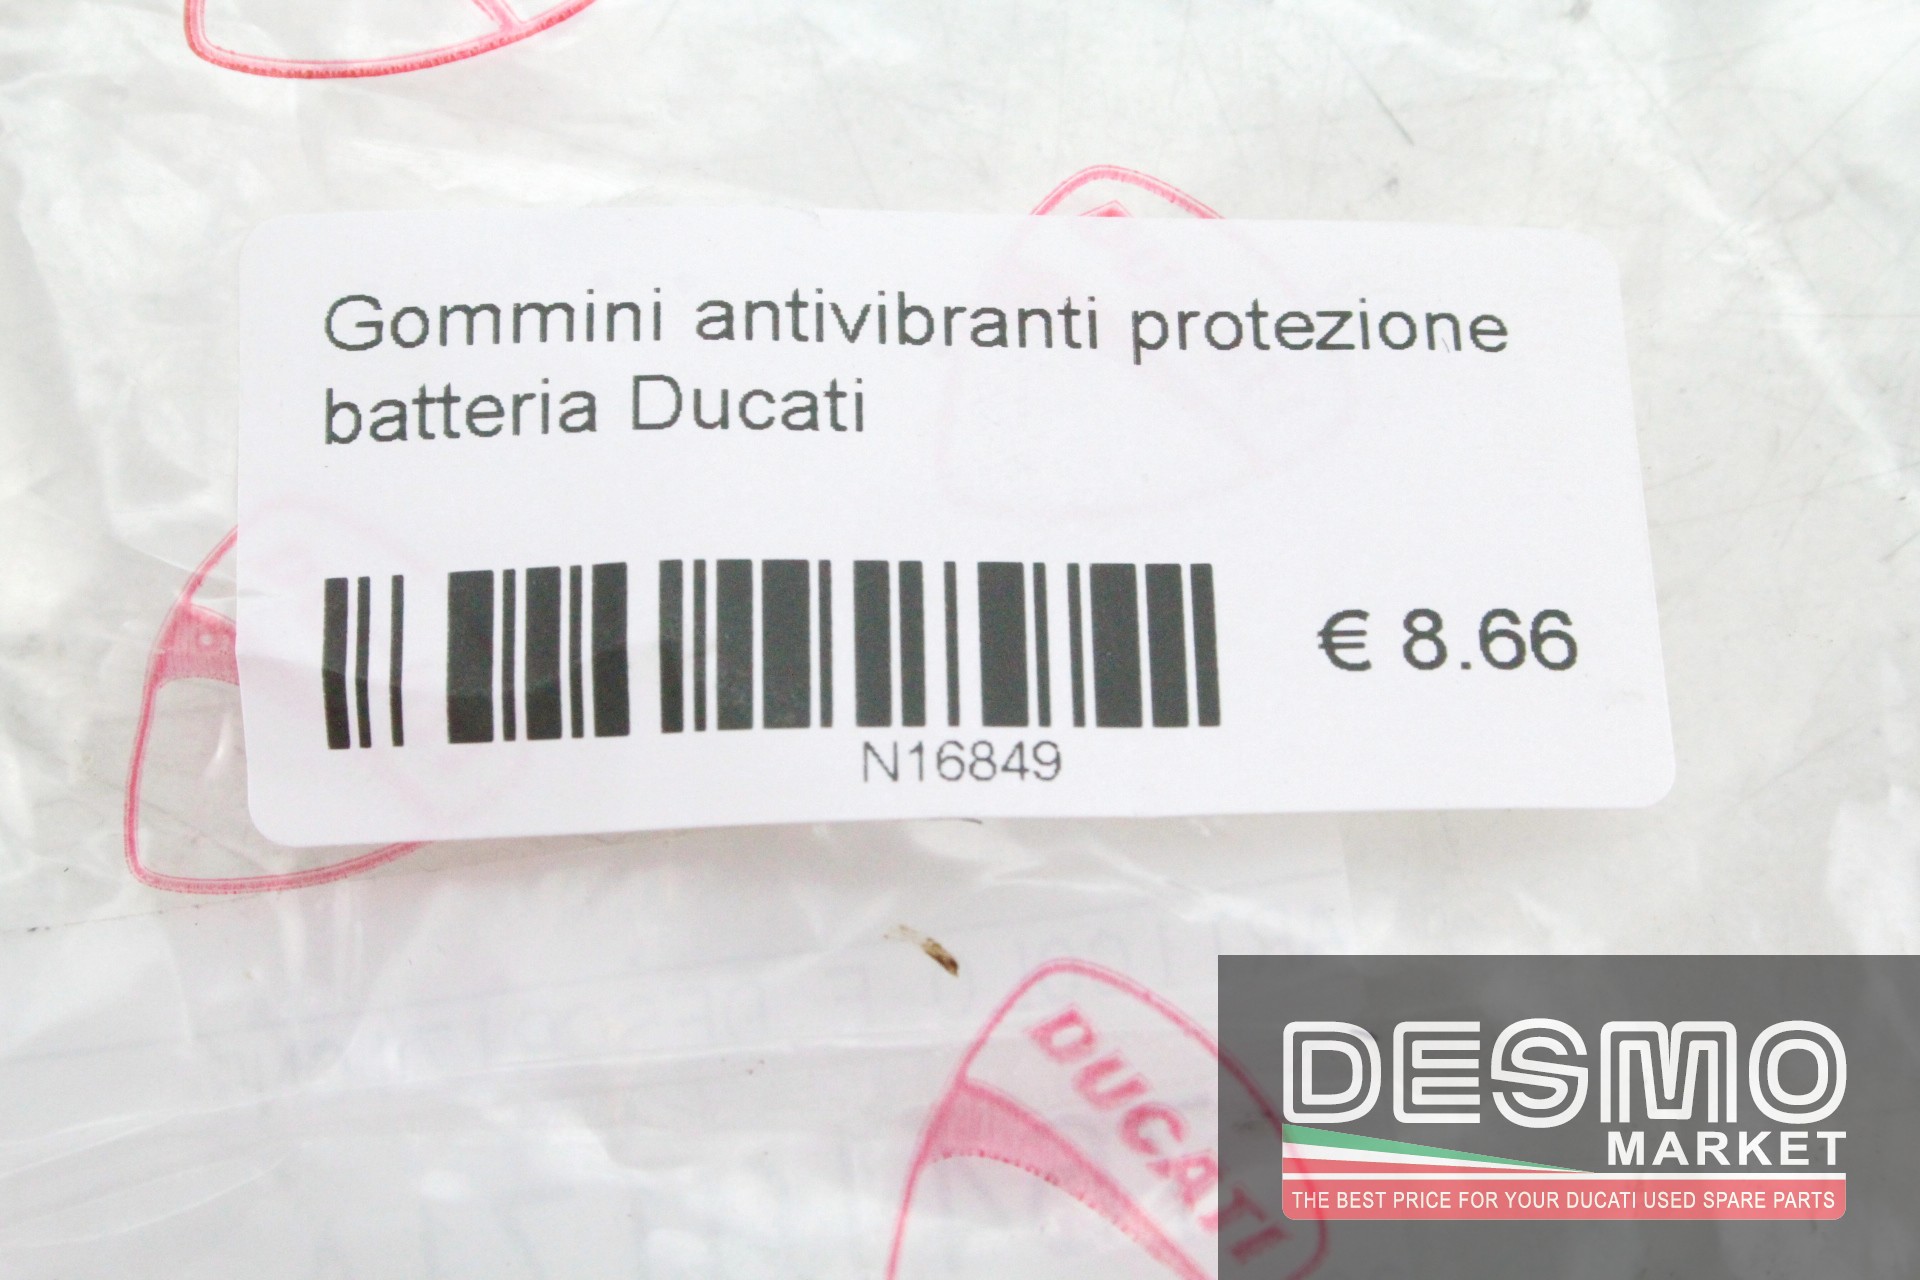 Gommini antivibranti protezione
batteria Ducati
€ 8.66
N16849
DUCATI
DESMO
MARKET
THE BEST PRICE FOR YOUR DUCATI USED SPARE PARTS